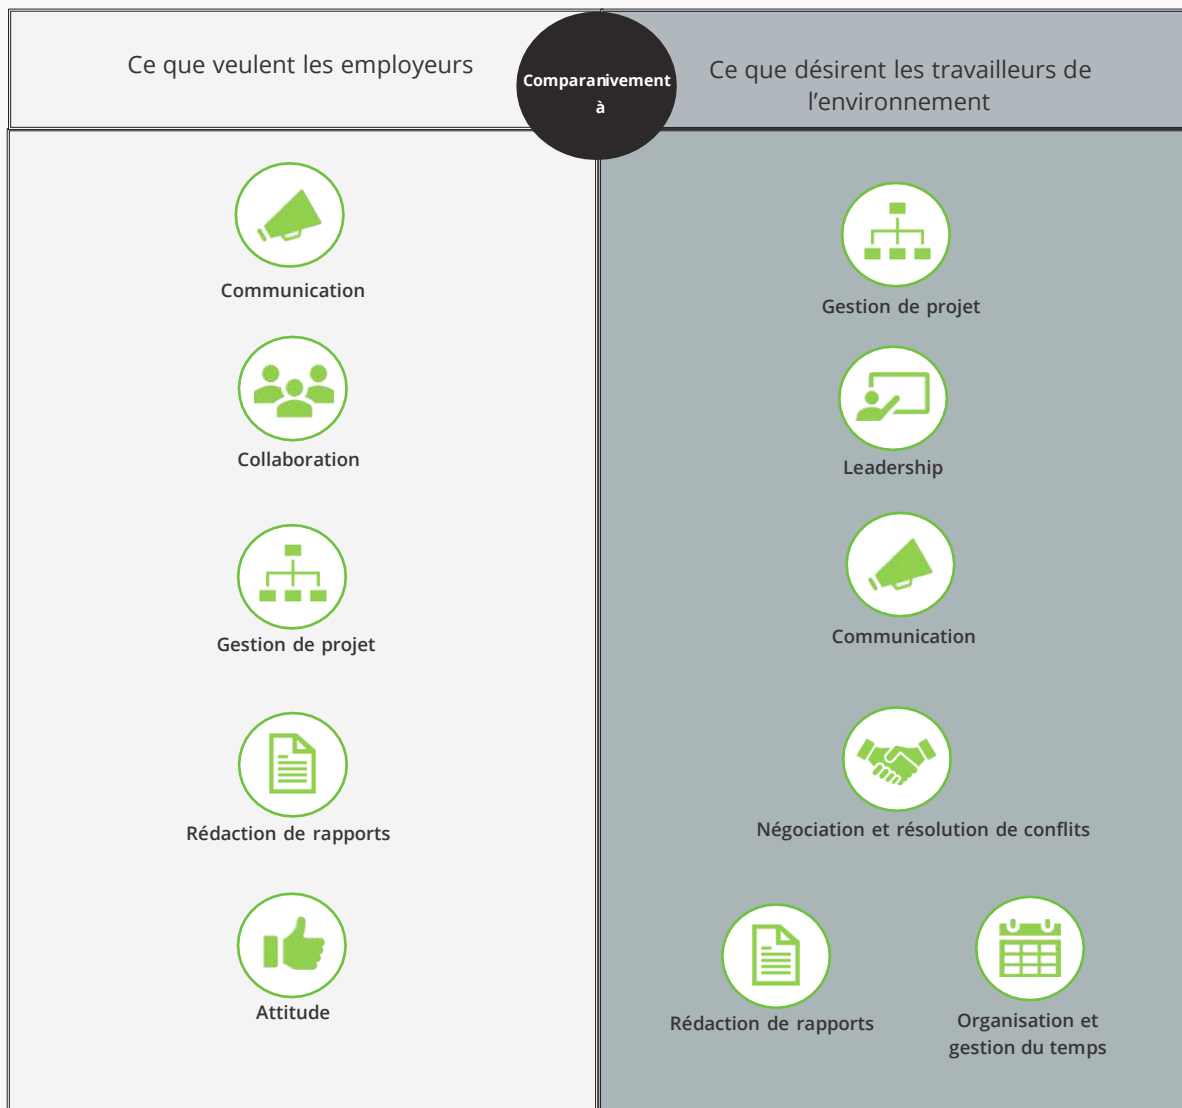 Ce que veulent les employeurs
Comparanivement
à
Ce que désirent les travailleurs de
l’environnement
Communication
Collaboration
Gestion de projet
Rédaction de rapports
Attitude
Gestion de projet
Leadership
Communication
Négociation et résolution de conflits
Rédaction de rapports
Organisation et
gestion du temps